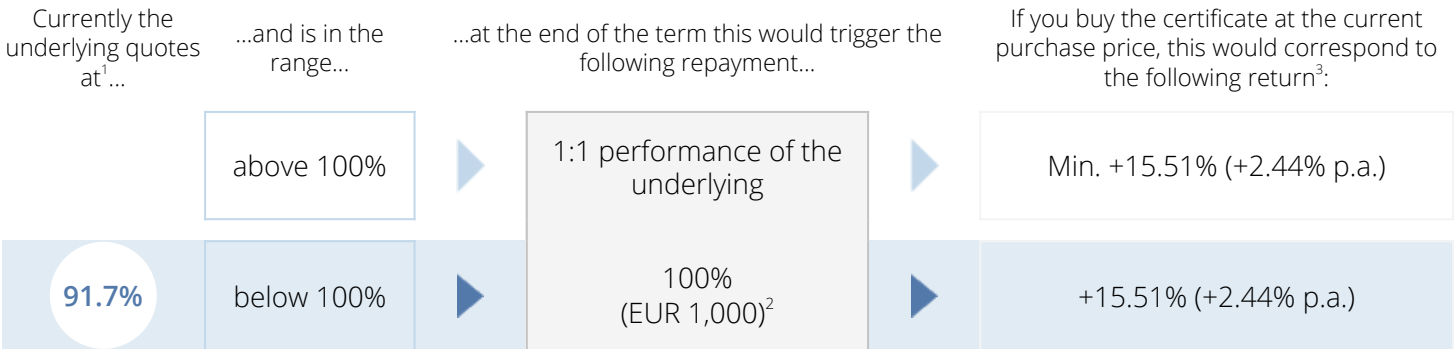 Currently the
underlying quotes
at¹...
...and is in the
range...
...at the end of the term this would trigger the
following repayment...
If you buy the certificate at the current
purchase price, this would correspond to
the following return³:
above 100%
1:1 performance of the
underlying
Min. +15.51% (+2.44% p.a.)
91.7%
below 100%
100%
(EUR 1,000)²
+15.51% (+2.44% p.a.)